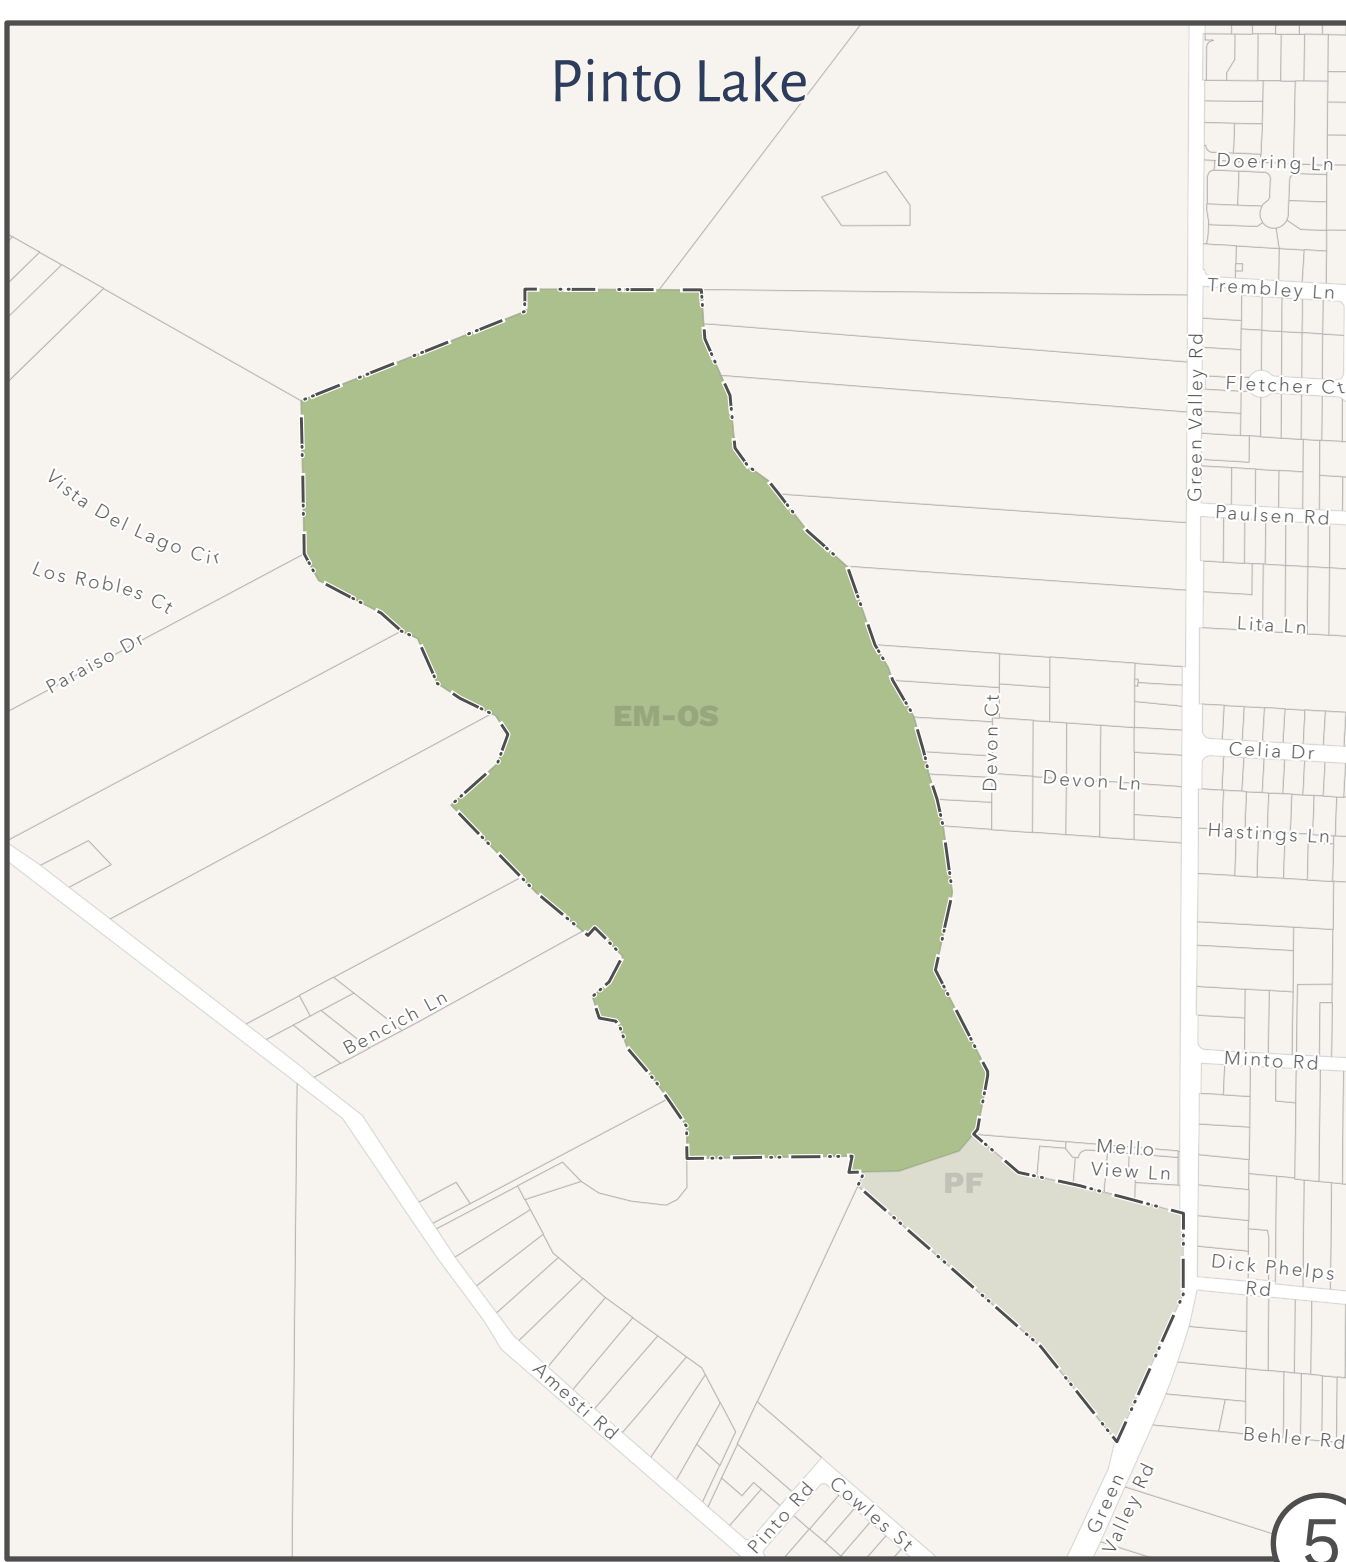 Pinto Lake
Doering Ln
Trembley Ln
Green Valley Rd
Fletcher Ct
Vista Del Lago Cir
Paulsen Rd
Los Robles Ct
Lita Ln
Paraiso Dr
EM-OS
Devon Ct
Celia Dr
Devon Ln
Hastings Ln
Bencich Ln
Minto Rd
Mello
View Ln
PF
Dick Phelps
Rd
Amesti Rd
Behler Rd
Pinto Rd
Cowles St
Green
Valley Rd
5